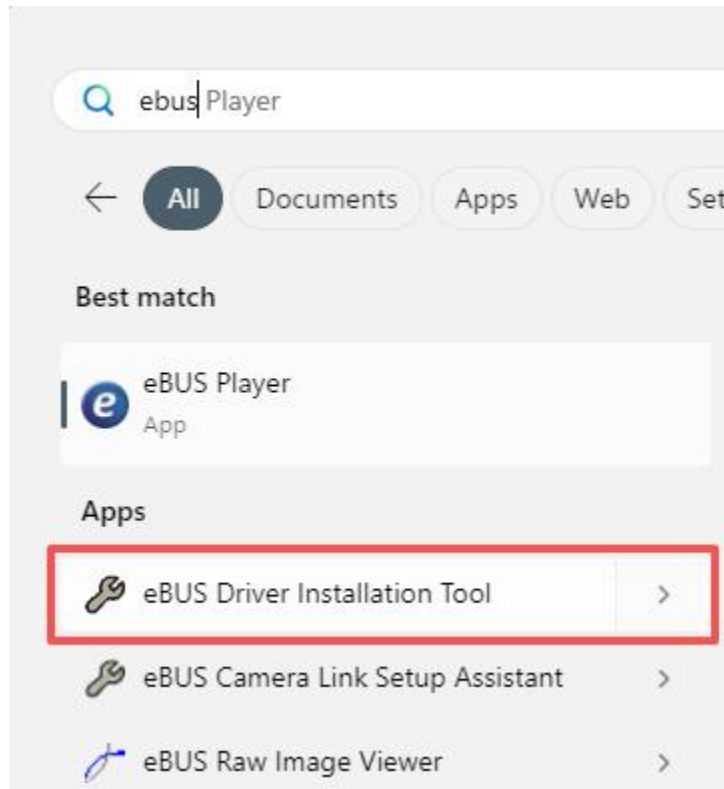 ebus Player
All Documents Apps Web Set
Best match
eBUS Player
App
Apps
eBUS Driver Installation Tool
eBUS Camera Link Setup Assistant
eBUS Raw Image Viewer